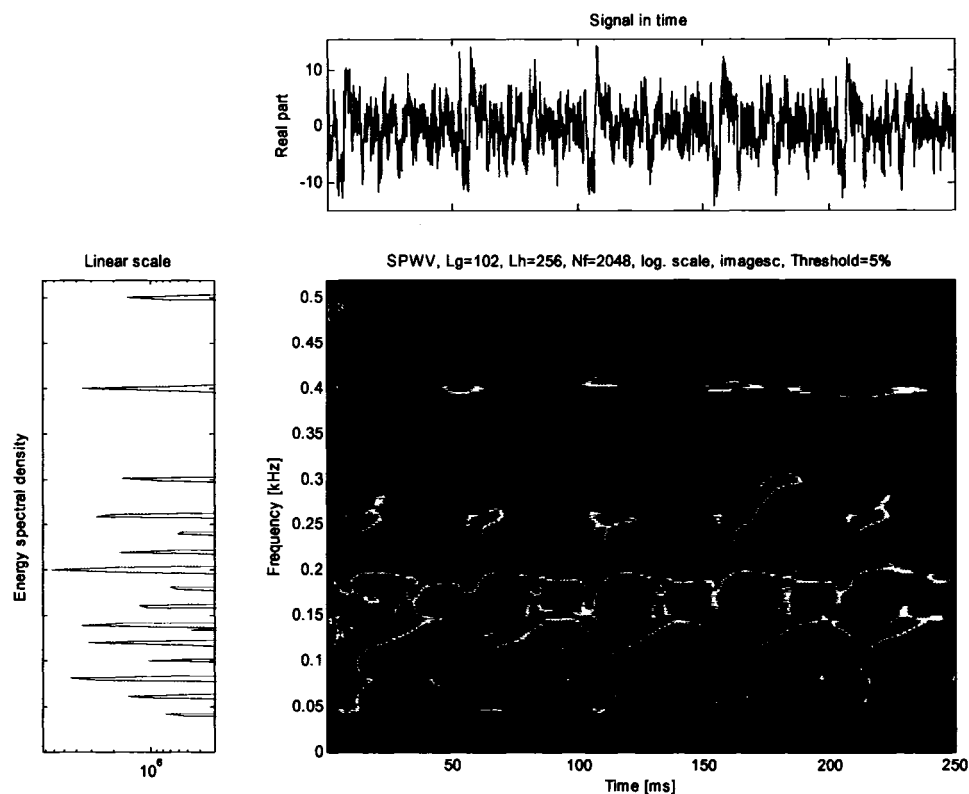 Signal in time
Real part
10
0
-10
Linear scale
SPWV, Lg=102, Lh=256, Nf=2048, log. scale, imagesc, Threshold=5%
Energy spectral density
Frequency [kHz]
0.5
0.45
0.4
0.35
0.3
0.25
0.2
0.15
0.1
0.05
0
10⁶
50
100
150
200
250
Time [ms]